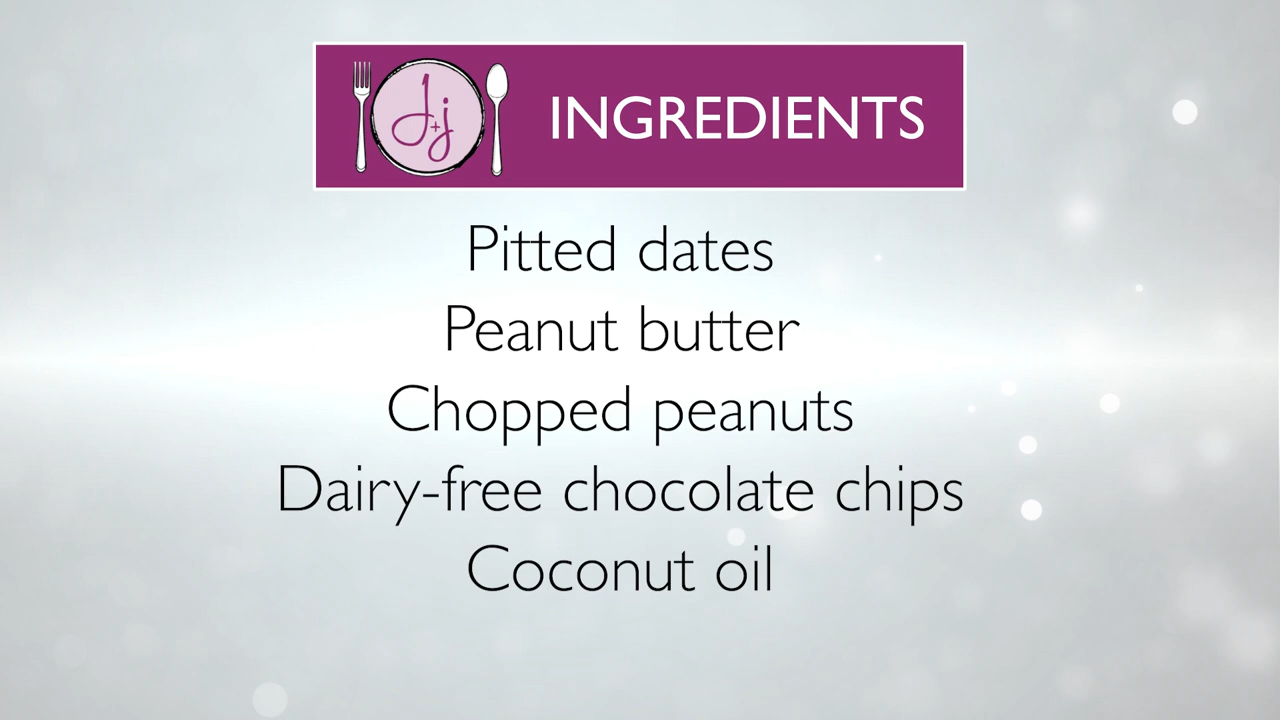 J+j
INGREDIENTS
Pitted dates
Peanut butter
Chopped peanuts
Dairy-free chocolate chips
Coconut oil